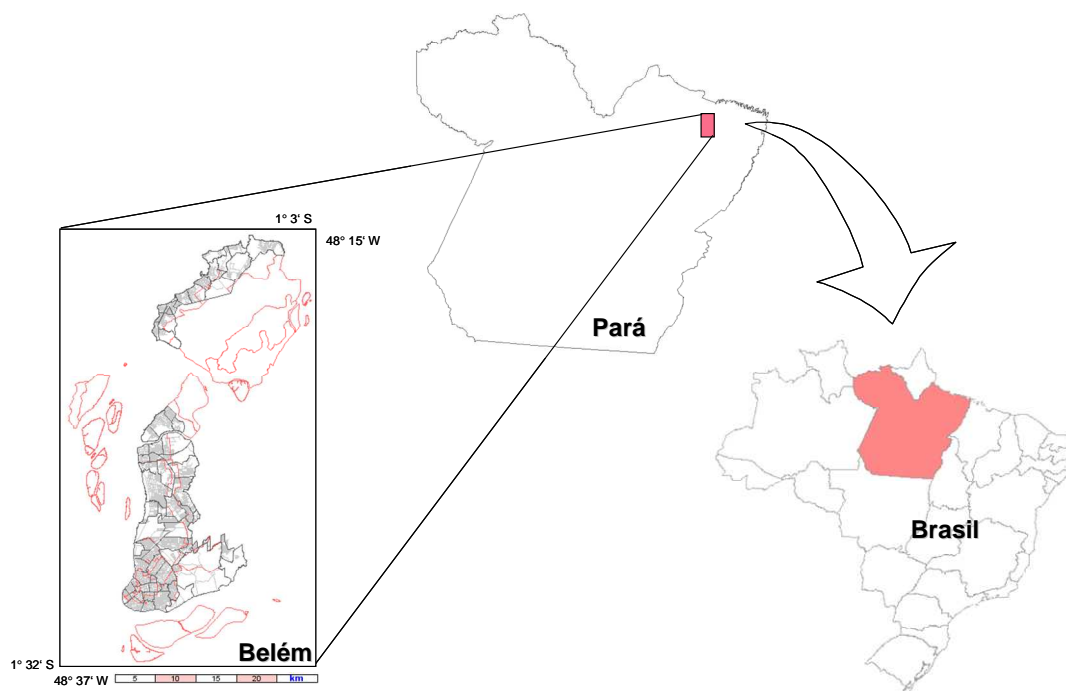 1° 3‘ S
48° 15‘ W
Pará
Brasil
Belém
1° 32‘ S
48° 37‘ W
5 10 15 20 km